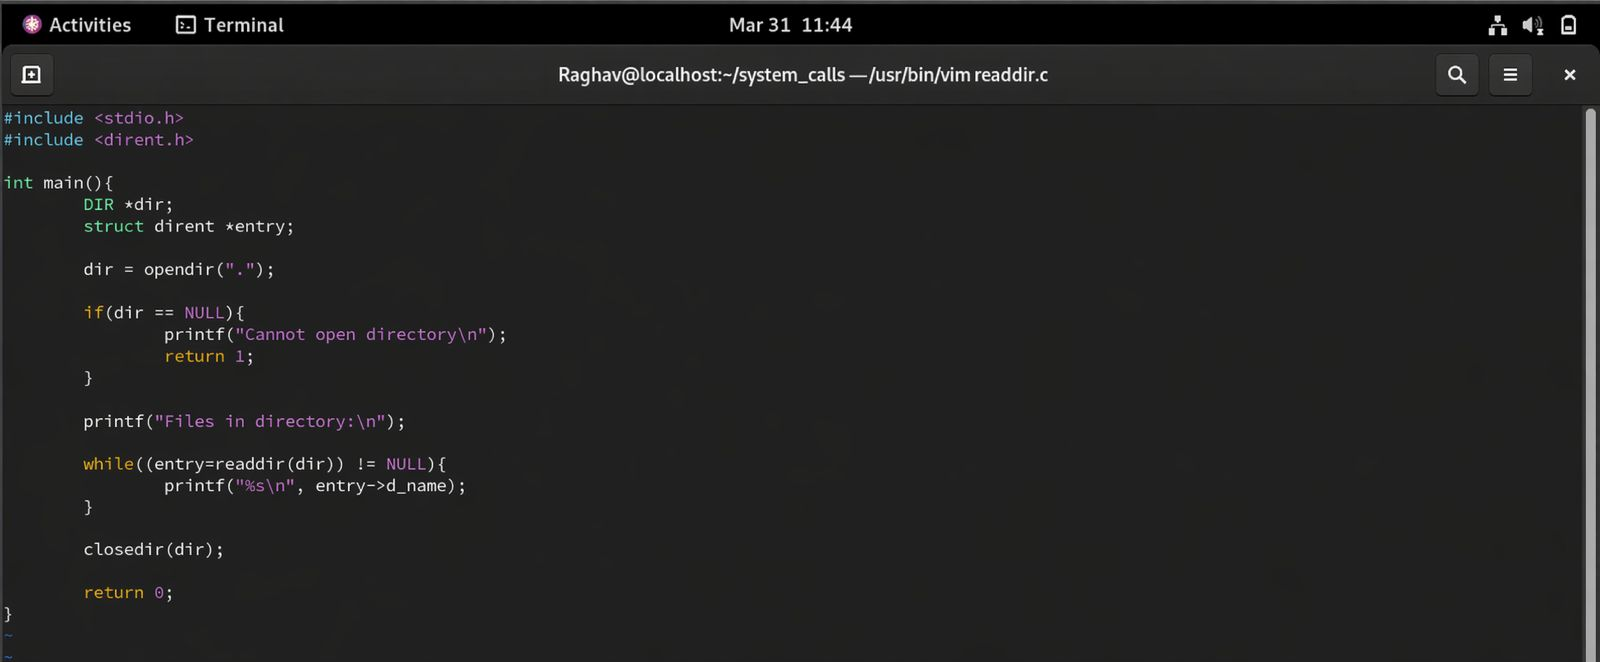 Activities Terminal Mar 31 11:44
Raghav@localhost:~/system_calls — /usr/bin/vim readdir.c
#include <stdio.h>
#include <dirent.h>
int main(){
DIR *dir;
struct dirent *entry;
dir = opendir(".");
if(dir == NULL){
printf("Cannot open directory\n");
return 1;
}
printf("Files in directory:\n");
while((entry=readdir(dir)) != NULL){
printf("%s\n", entry->d_name);
}
closedir(dir);
return 0;
}
~
~